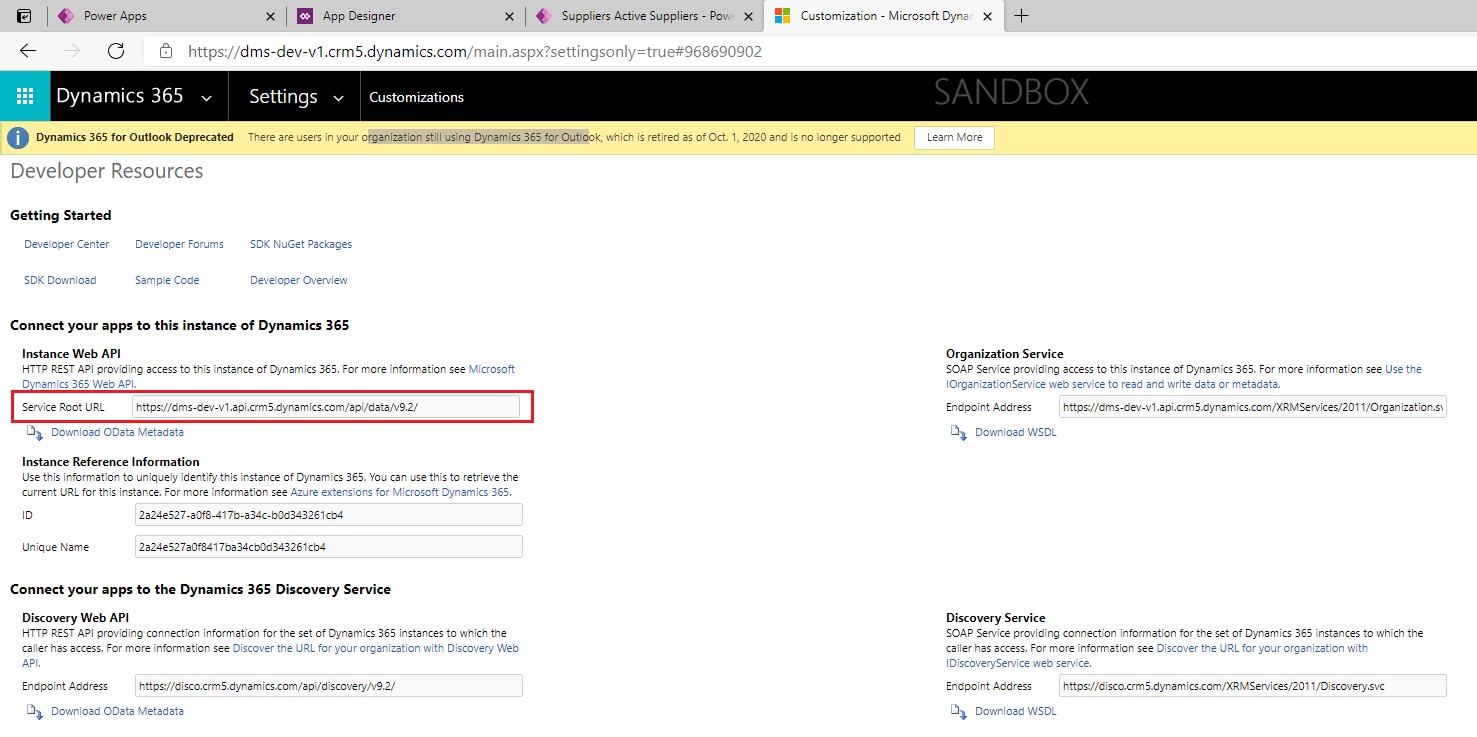 Power Apps
App Designer
Suppliers Active Suppliers - Pow
Customization - Microsoft Dynar
https://dms-dev-v1.crm5.dynamics.com/main.aspx?settingsonly=true#968690902
Dynamics 365
Settings
Customizations
SANDBOX
Dynamics 365 for Outlook Deprecated There are users in your organization still using Dynamics 365 for Outlook, which is retired as of Oct. 1, 2020 and is no longer supported Learn More
Developer Resources
Getting Started
Developer Center Developer Forums SDK NuGet Packages
SDK Download Sample Code Developer Overview
Connect your apps to this instance of Dynamics 365
Instance Web API
HTTP REST API providing access to this instance of Dynamics 365. For more information see Microsoft
Dynamics 365 Web API.
Service Root URL https://dms-dev-v1.api.crm5.dynamics.com/api/data/v9.2/
Download OData Metadata
Organization Service
SOAP Service providing access to this instance of Dynamics 365. For more information see Use the
IOrganizationService web service to read and write data or metadata.
Endpoint Address https://dms-dev-v1.api.crm5.dynamics.com/XRMServices/2011/Organization.sv
Download WSDL
Instance Reference Information
Use this information to uniquely identify this instance of Dynamics 365. You can use this to retrieve the
current URL for this instance. For more information see Azure extensions for Microsoft Dynamics 365.
ID 2a24e527-a0f8-417b-a34c-b0d343261cb4
Unique Name 2a24e527a0f8417ba34cb0d343261cb4
Connect your apps to the Dynamics 365 Discovery Service
Discovery Web API
HTTP REST API providing connection information for the set of Dynamics 365 instances to which the
caller has access. For more information see Discover the URL for your organization with Discovery Web
API.
Endpoint Address https://disco.crm5.dynamics.com/api/discovery/v9.2/
Download OData Metadata
Discovery Service
SOAP Service providing connection information for the set of Dynamics 365 instances to which the
caller has access. For more information see Discover the URL for your organization with
IDiscoveryService web service.
Endpoint Address https://disco.crm5.dynamics.com/XRMServices/2011/Discovery.svc
Download WSDL